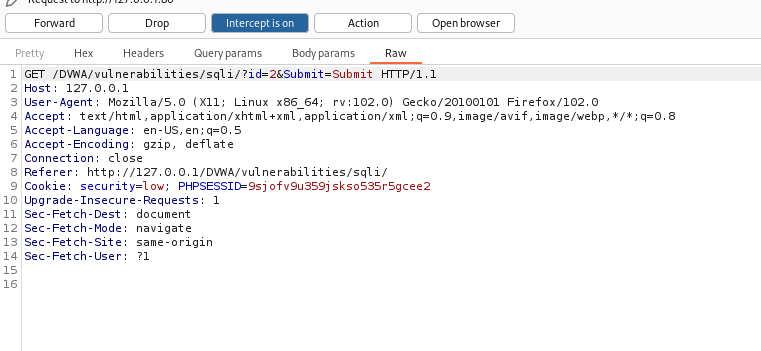 Request to http://127.0.0.1:80
Forward Drop Intercept is on Action Open browser
Pretty Hex Headers Query params Body params Raw
1 GET /DVWA/vulnerabilities/sqli/?id=2&Submit=Submit HTTP/1.1
2 Host: 127.0.0.1
3 User-Agent: Mozilla/5.0 (X11; Linux x86_64; rv:102.0) Gecko/20100101 Firefox/102.0
4 Accept: text/html,application/xhtml+xml,application/xml;q=0.9,image/avif,image/webp,*/*;q=0.8
5 Accept-Language: en-US,en;q=0.5
6 Accept-Encoding: gzip, deflate
7 Connection: close
8 Referer: http://127.0.0.1/DVWA/vulnerabilities/sqli/
9 Cookie: security=low; PHPSESSID=9sjofv9u359jskso535r5gcee2
10 Upgrade-Insecure-Requests: 1
11 Sec-Fetch-Dest: document
12 Sec-Fetch-Mode: navigate
13 Sec-Fetch-Site: same-origin
14 Sec-Fetch-User: ?1
15
16